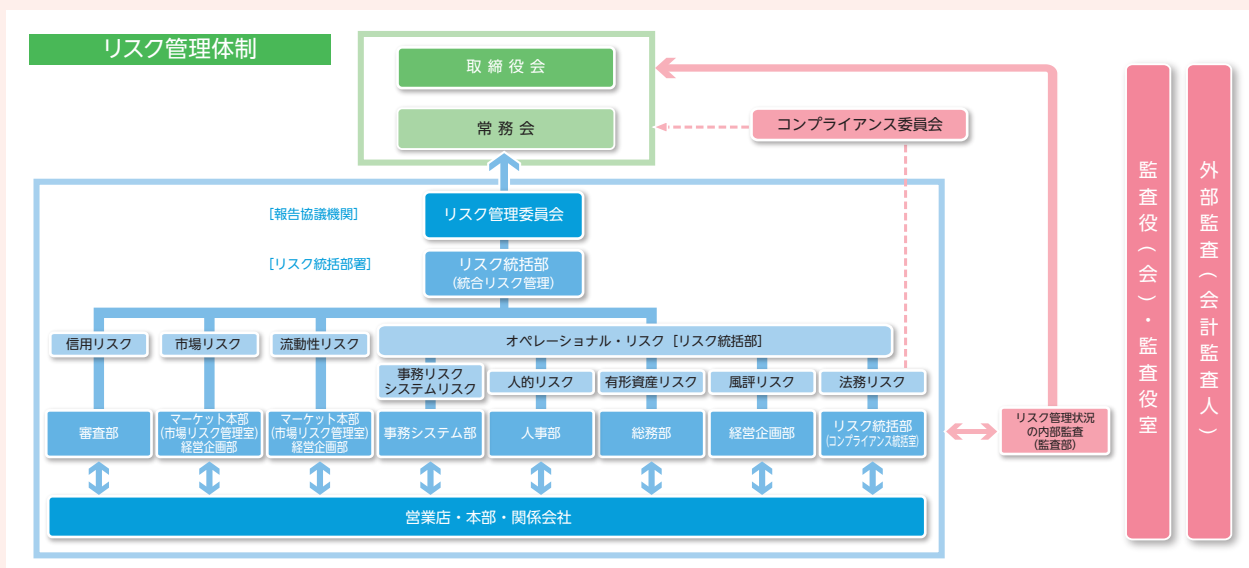 リスク管理体制
取締役会
常務会
コンプライアンス委員会
[報告協議機関]
リスク管理委員会
[リスク統括部署]
リスク統括部
(統合リスク管理)
信用リスク
市場リスク
流動性リスク
オペレーショナル・リスク [リスク統括部]
事務リスク
システムリスク
人的リスク
有形資産リスク
風評リスク
法務リスク
審査部
マーケット本部
(市場リスク管理室)
経営企画部
マーケット本部
(市場リスク管理室)
経営企画部
事務システム部
人事部
総務部
経営企画部
リスク統括部
(コンプライアンス統括室)
営業店・本部・関係会社
リスク管理状況
の内部監査
(監査部)
監査役(会)・監査役室
外部監査(会計監査人)